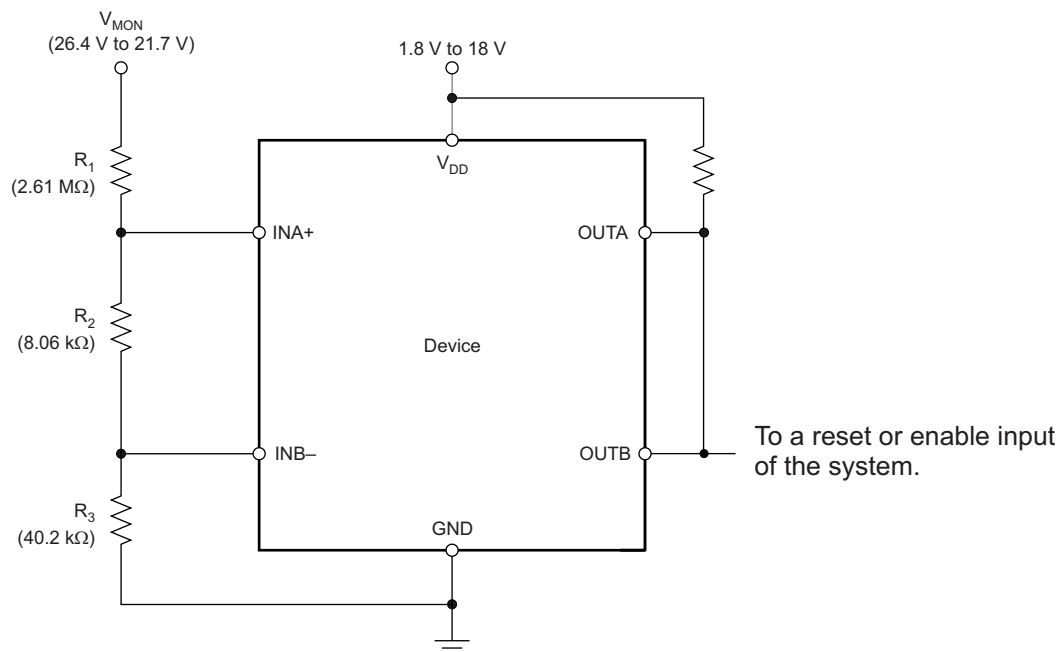 V_MON
(26.4 V to 21.7 V)
1.8 V to 18 V
R_1
(2.61 MΩ)
V_DD
INA+
OUTA
R_2
(8.06 kΩ)
Device
INB–
OUTB
To a reset or enable input
of the system.
R_3
(40.2 kΩ)
GND